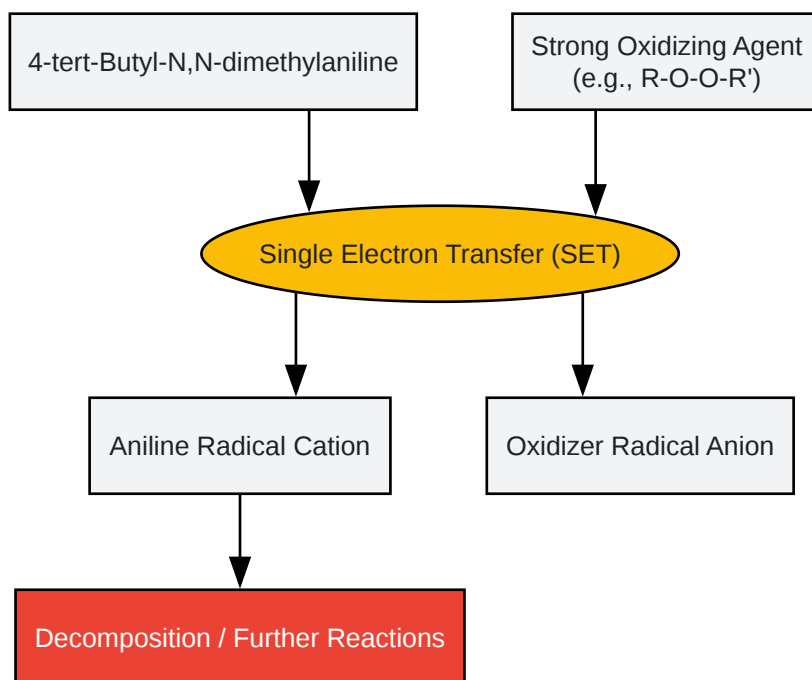 4-tert-Butyl-N,N-dimethylaniline
Strong Oxidizing Agent
(e.g., R-O-O-R')
Single Electron Transfer (SET)
Aniline Radical Cation
Oxidizer Radical Anion
Decomposition / Further Reactions